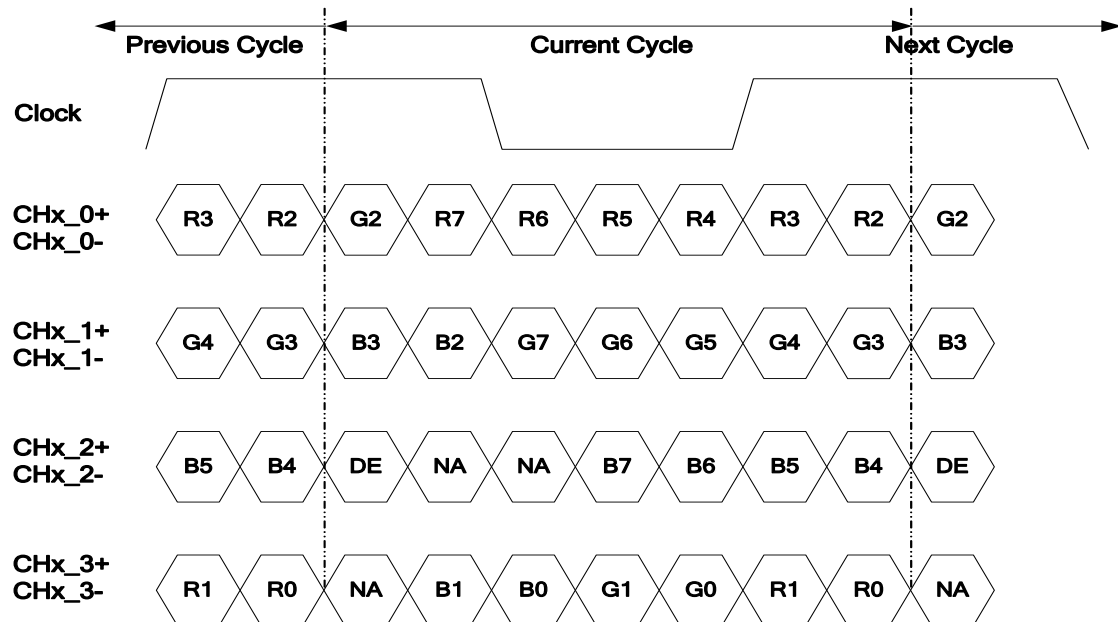 Previous Cycle Current Cycle Next Cycle
Clock
CHx_0+
CHx_0-
R3 R2 G2 R7 R6 R5 R4 R3 R2 G2
CHx_1+
CHx_1-
G4 G3 B3 B2 G7 G6 G5 G4 G3 B3
CHx_2+
CHx_2-
B5 B4 DE NA NA B7 B6 B5 B4 DE
CHx_3+
CHx_3-
R1 R0 NA B1 B0 G1 G0 R1 R0 NA